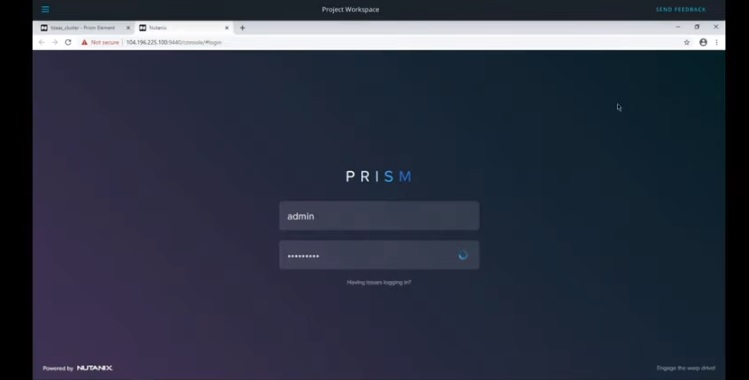 Project Workspace
SEND FEEDBACK
Prism Element
Nutanix
Not secure | 104.196.225.100:9440/console/#login
PRISM
admin
•••••••••
Having issues logging in?
Powered by NUTANIX
Engage the warp drive!